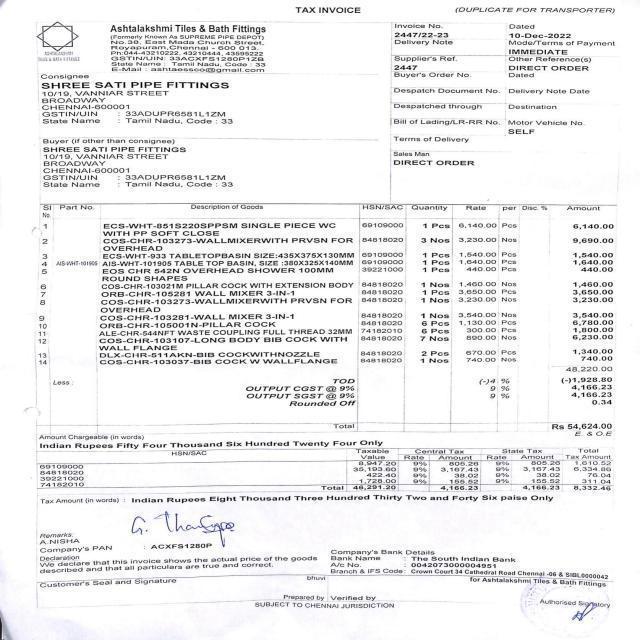 TAX INVOICE
(DUPLICATE FOR TRANSPORTER)
Ashtalakshmi Tiles & Bath Fittings
(Formerly Known As SUPREME PIPE DEPOT)
No.38, East Mada Church Street,
Royapuram,Chennai - 600 013.
Ph:044-43210222, 43210644, 43555222
GSTIN/UIN: 33ACXFS1280P1ZB
State Name : Tamil Nadu, Code : 33
E-Mail : ashtaessco@gmail.com
Invoice No.
2447/22-23
Dated
10-Dec-2022
Delivery Note
Mode/Terms of Payment
IMMEDIATE
Supplier's Ref.
2447
Other Reference(s)
DIRECT ORDER
Buyer's Order No.
Dated
Despatch Document No.
Delivery Note Date
Despatched through
Destination
Bill of Lading/LR-RR No.
Motor Vehicle No.
SELF
Terms of Delivery
Sales Man
DIRECT ORDER
Consignee
SHREE SATI PIPE FITTINGS
10/19, VANNIAR STREET
BROADWAY
CHENNAI-600001
GSTIN/UIN : 33ADUPR6581L1ZM
State Name : Tamil Nadu, Code : 33
Buyer (if other than consignee)
SHREE SATI PIPE FITTINGS
10/19, VANNIAR STREET
BROADWAY
CHENNAI-600001
GSTIN/UIN : 33ADUPR6581L1ZM
State Name : Tamil Nadu, Code : 33
Sl No. Part No. Description of Goods HSN/SAC Quantity Rate per Disc. % Amount
1 ECS-WHT-851S220SPPSM SINGLE PIECE WC 69109000 1 Pcs 6,140.00 Pcs 6,140.00
WITH PP SOFT CLOSE
2 COS-CHR-103273-WALLMIXERWITH PRVSN FOR 84818020 3 Nos 3,230.00 Nos 9,690.00
OVERHEAD
3 ECS-WHT-933 TABLETOPBASIN SIZE:435X375X130MM 69109000 1 Pcs 1,540.00 Pcs 1,540.00
4 AIS-WHT-101905 AIS-WHT-101905 TABLE TOP BASIN, SIZE :380X325X140MM 69109000 1 Pcs 1,640.00 Pcs 1,640.00
5 EOS CHR 542N OVERHEAD SHOWER 100MM 39221000 1 Pcs 440.00 Pcs 440.00
ROUND SHAPES
6 COS-CHR-103021M PILLAR COCK WITH EXTENSION BODY 84818020 1 Nos 1,460.00 Nos 1,460.00
7 ORB-CHR-105281 WALL MIXER 3-IN-1 84818020 1 Pcs 3,650.00 Pcs 3,650.00
8 COS-CHR-103273-WALLMIXERWITH PRVSN FOR 84818020 1 Nos 3,230.00 Nos 3,230.00
OVERHEAD
9 COS-CHR-103281-WALL MIXER 3-IN-1 84818020 1 Nos 3,540.00 Nos 3,540.00
10 ORB-CHR-105001N-PILLAR COCK 84818020 6 Pcs 1,130.00 Pcs 6,780.00
11 ALE-CHR-544NFT WASTE COUPLING FULL THREAD 32MM 74182010 6 Pcs 300.00 Pcs 1,800.00
12 COS-CHR-103107-LONG BODY BIB COCK WITH 84818020 7 Nos 890.00 Nos 6,230.00
WALL FLANGE
13 DLX-CHR-511AKN-BIB COCKWITHNOZZLE 84818020 2 Pcs 670.00 Pcs 1,340.00
14 COS-CHR-103037-BIB COCK W WALLFLANGE 84818020 1 Nos 740.00 Nos 740.00
48,220.00
Less : TOD (-)4 % (-)1,928.80
OUTPUT CGST @ 9% 9 % 4,166.23
OUTPUT SGST @ 9% 9 % 4,166.23
Rounded Off 0.34
Total Rs 54,624.00
E. & O.E
Amount Chargeable (in words)
Indian Rupees Fifty Four Thousand Six Hundred Twenty Four Only
HSN/SAC Taxable Value Central Tax Rate Amount State Tax Rate Amount Total Tax Amount
69109000 8,947.20 9% 805.26 9% 805.26 1,610.52
84818020 35,193.60 9% 3,167.43 9% 3,167.43 6,334.86
39221000 422.40 9% 38.02 9% 38.02 76.04
74182010 1,728.00 9% 155.52 9% 155.52 311.04
Total 46,291.20 4,166.23 4,166.23 8,332.46
Tax Amount (in words) : Indian Rupees Eight Thousand Three Hundred Thirty Two and Forty Six paise Only
Remarks:
A.NISHA
Company's PAN : ACXFS1280P
Declaration
We declare that this invoice shows the actual price of the goods
described and that all particulars are true and correct.
Company's Bank Details
Bank Name : The South Indian Bank
A/c No. : 0042073000004951
Branch & IFS Code: Crown Court 34 Cathedral Road Chennai -06 & SIBL0000042
bhuvi
for Ashtalakshmi Tiles & Bath Fittings
Customer's Seal and Signature
Prepared by Verified by
Authorised Signatory
SUBJECT TO CHENNAI JURISDICTION